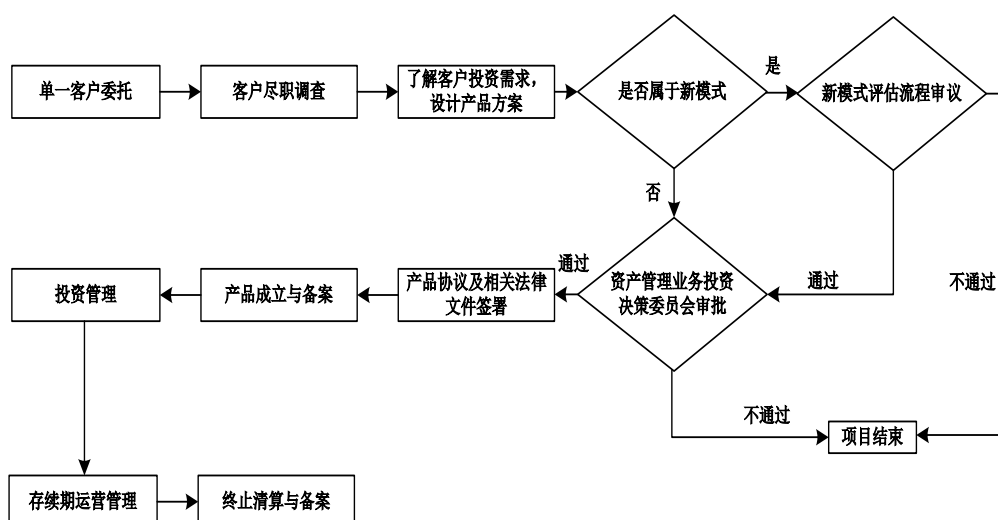 单一客户委托
客户尽职调查
了解客户投资需求，
设计产品方案
是否属于新模式
是
新模式评估流程审议
否
投资管理
产品成立与备案
产品协议及相关法律
文件签署
通过
资产管理业务投资
决策委员会审批
通过
不通过
不通过
项目结束
存续期运营管理
终止清算与备案